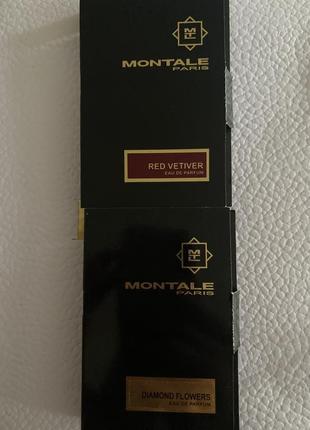 MONTALE
PARIS
RED VETIVER
EAU DE PARFUM
MONTALE
PARIS
DIAMOND FLOWERS
EAU DE PARFUM